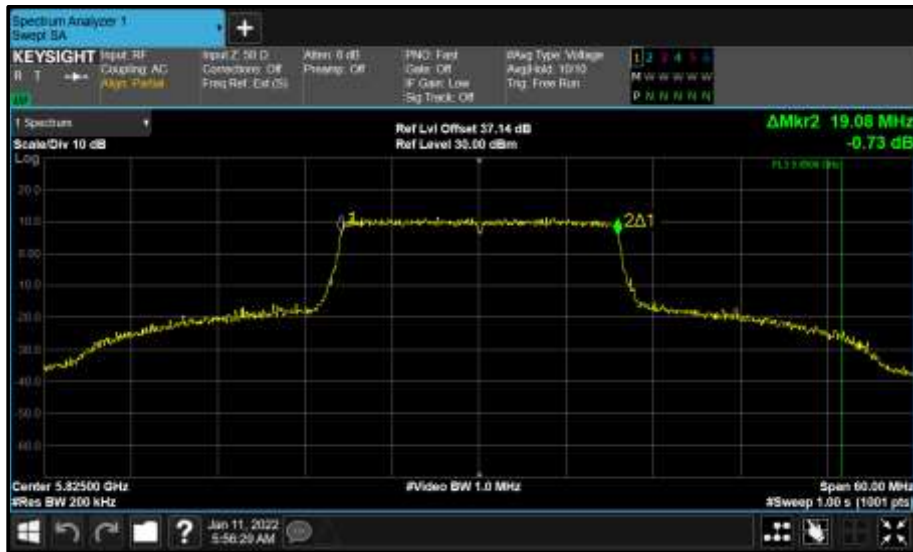 Spectrum Analyzer 1
Swept SA
+
KEYSIGHT
R T
Input: RF
Coupling: AC
Align: Partial
Input Z: 50 Ω
Corrections: Off
Freq Ref: Ext (S)
Atten: 0 dB
Preamp: Off
PNO: Fast
Gate: Off
IF Gain: Low
Sig Track: Off
#Avg Type: Voltage
Avg|Hold: 10/10
Trig: Free Run
1 2 3 4 5 6
M W W W W W
P N N N N N
1 Spectrum
Scale/Div 10 dB
Ref Lvl Offset 37.14 dB
Ref Level 30.00 dBm
ΔMkr2 19.08 MHz
-0.73 dB
Log
20.0
10.0
0.00
-10.0
-20.0
-30.0
-40.0
-50.0
-60.0
2Δ1
Center 5.82500 GHz
#Res BW 200 kHz
#Video BW 1.0 MHz
Span 60.00 MHz
#Sweep 1.00 s (1001 pts)
?
Jan 11, 2022
5:56:29 AM